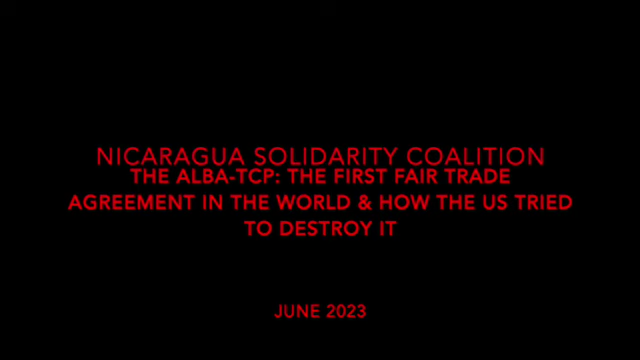 NICARAGUA SOLIDARITY COALITION
THE ALBA-TCP: THE FIRST FAIR TRADE
AGREEMENT IN THE WORLD & HOW THE US TRIED
TO DESTROY IT
JUNE 2023